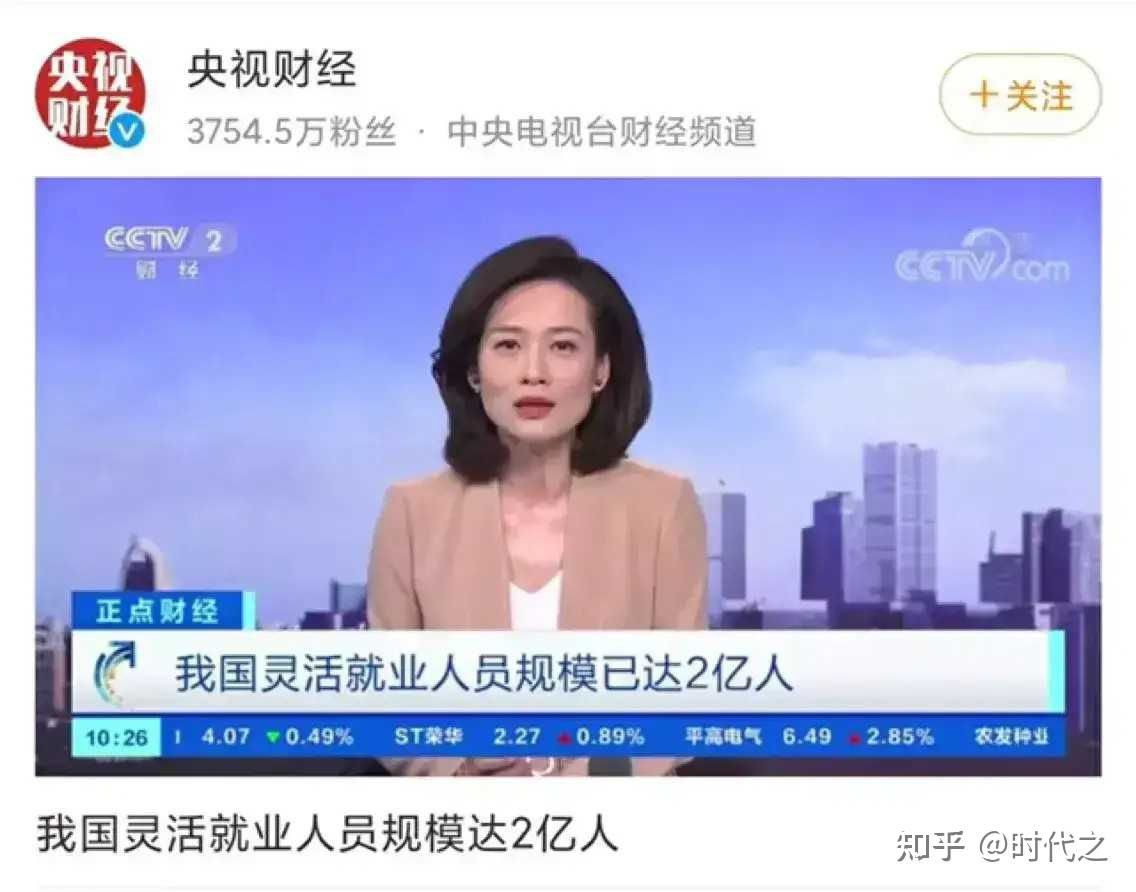 央视财经
央视财经
3754.5万粉丝 · 中央电视台财经频道
+关注
CCTV 2
财经
CCTV.com
正点财经
我国灵活就业人员规模已达2亿人
10:26 4.07 ▼0.49% ST荣华 2.27 ▲0.89% 平高电气 6.49 ▲2.85% 农发种业
我国灵活就业人员规模达2亿人
知乎 @时代之